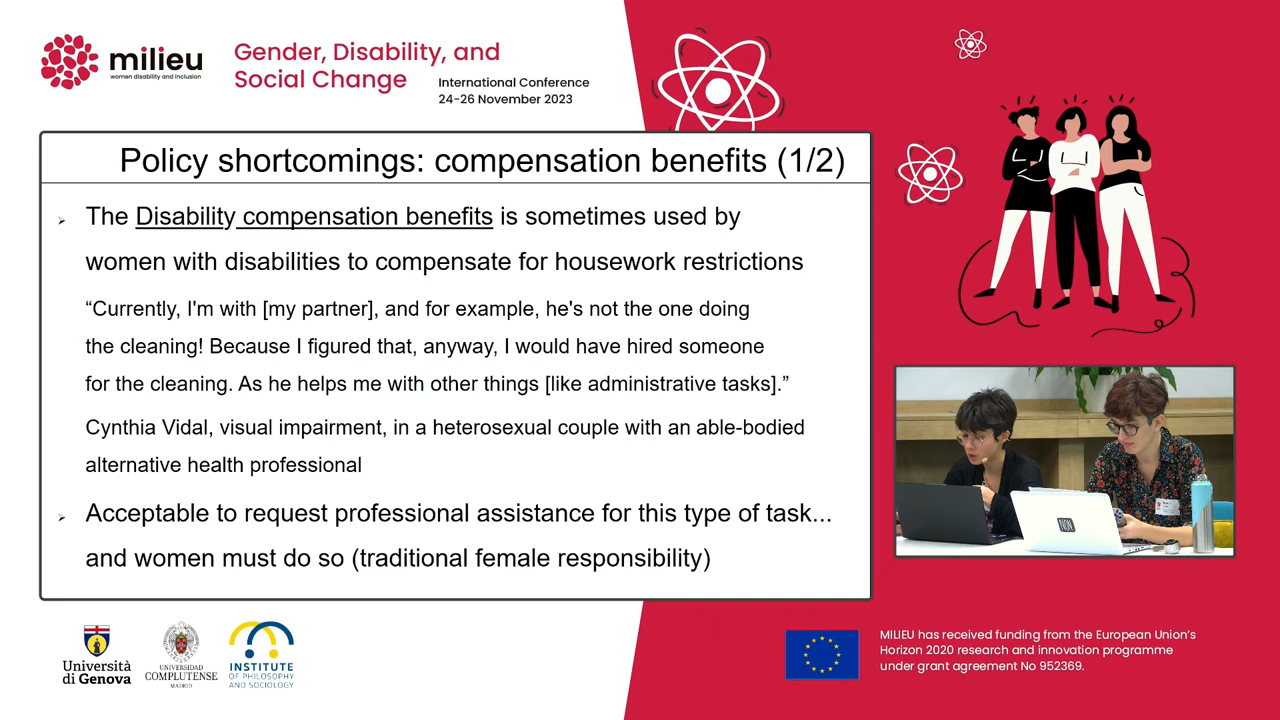 milieu
women disability and inclusion
Gender, Disability, and
Social Change
International Conference
24-26 November 2023
Policy shortcomings: compensation benefits (1/2)
The Disability compensation benefits is sometimes used by
women with disabilities to compensate for housework restrictions
“Currently, I'm with [my partner], and for example, he's not the one doing
the cleaning! Because I figured that, anyway, I would have hired someone
for the cleaning. As he helps me with other things [like administrative tasks].”
Cynthia Vidal, visual impairment, in a heterosexual couple with an able-bodied
alternative health professional
Acceptable to request professional assistance for this type of task...
and women must do so (traditional female responsibility)
NON
Università
di Genova
UNIVERSIDAD
COMPLUTENSE
MADRID
INSTITUTE
OF PHILOSOPHY
AND SOCIOLOGY
MILIEU has received funding from the European Union’s
Horizon 2020 research and innovation programme
under grant agreement No 952369.